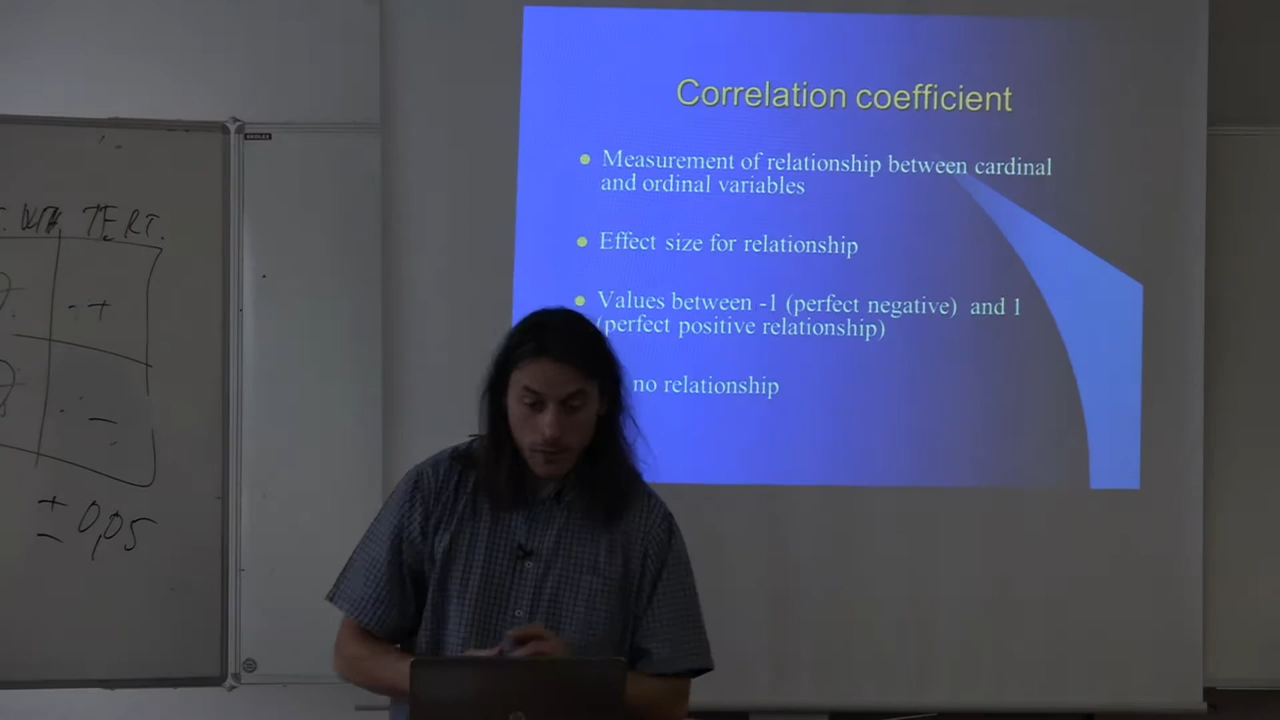 Correlation coefficient
Measurement of relationship between cardinal
and ordinal variables
Effect size for relationship
Values between -1 (perfect negative) and 1
(perfect positive relationship)
no relationship
TERT.
+
-
± 0,05